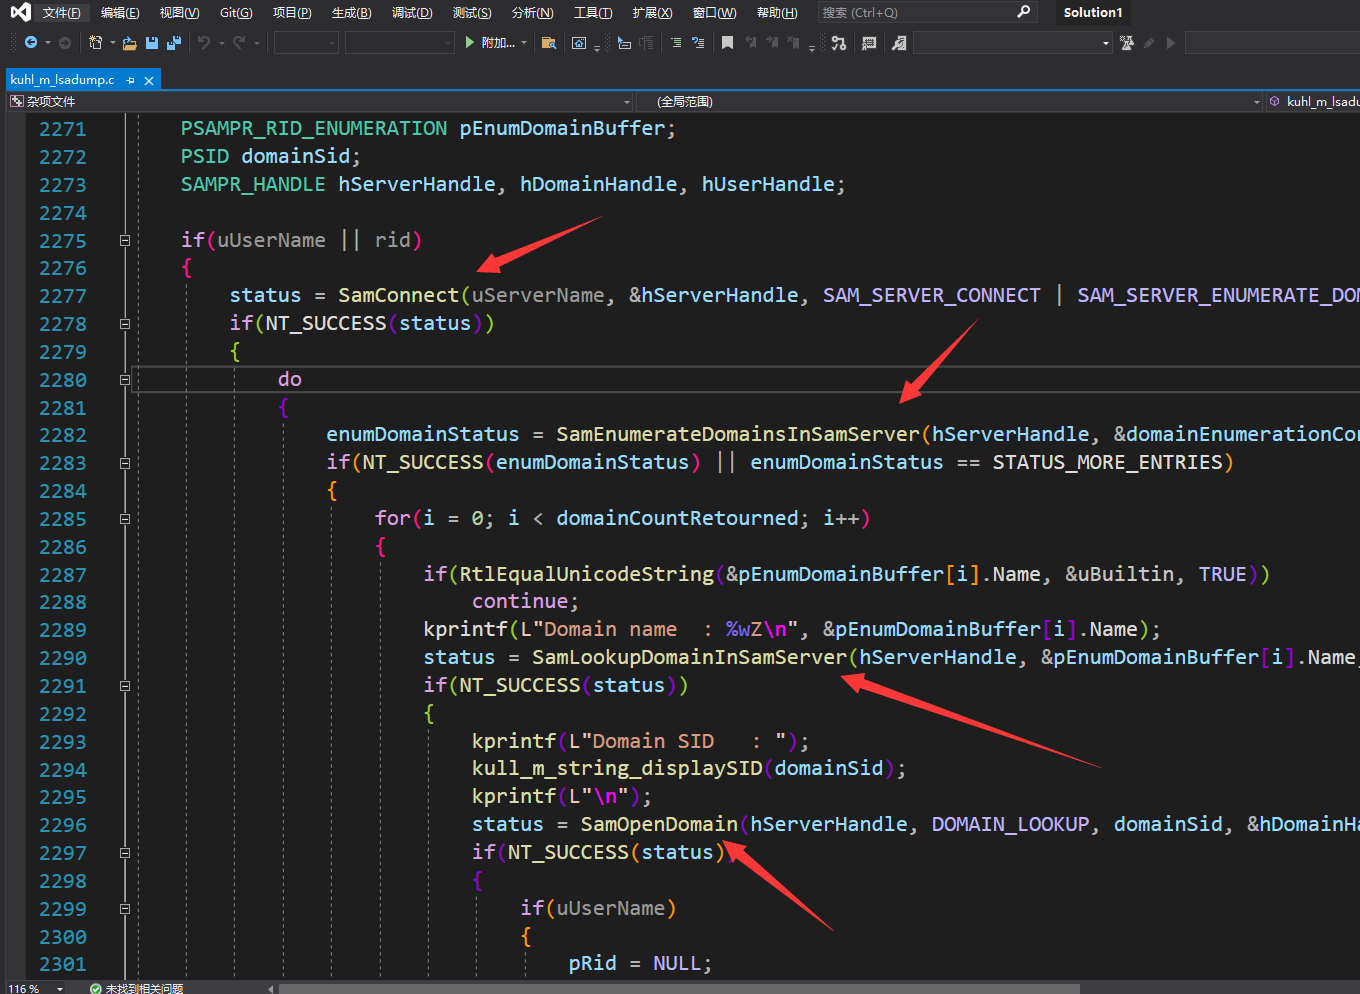 文件(F) 编辑(E) 视图(V) Git(G) 项目(P) 生成(B) 调试(D) 测试(S) 分析(N) 工具(T) 扩展(X) 窗口(W) 帮助(H) 搜索 (Ctrl+Q) Solution1
附加...
kuhl_m_lsadump.c
杂项文件 (全局范围) kuhl_m_lsadu
2271 PSAMPR_RID_ENUMERATION pEnumDomainBuffer;
2272 PSID domainSid;
2273 SAMPR_HANDLE hServerHandle, hDomainHandle, hUserHandle;
2274
2275 if(uUserName || rid)
2276 {
2277 status = SamConnect(uServerName, &hServerHandle, SAM_SERVER_CONNECT | SAM_SERVER_ENUMERATE_DOM
2278 if(NT_SUCCESS(status))
2279 {
2280 do
2281 {
2282 enumDomainStatus = SamEnumerateDomainsInSamServer(hServerHandle, &domainEnumerationCon
2283 if(NT_SUCCESS(enumDomainStatus) || enumDomainStatus == STATUS_MORE_ENTRIES)
2284 {
2285 for(i = 0; i < domainCountRetourned; i++)
2286 {
2287 if(RtlEqualUnicodeString(&pEnumDomainBuffer[i].Name, &uBuiltin, TRUE))
2288 continue;
2289 kprintf(L"Domain name  : %wZ\n", &pEnumDomainBuffer[i].Name);
2290 status = SamLookupDomainInSamServer(hServerHandle, &pEnumDomainBuffer[i].Name,
2291 if(NT_SUCCESS(status))
2292 {
2293 kprintf(L"Domain SID   : ");
2294 kull_m_string_displaySID(domainSid);
2295 kprintf(L"\n");
2296 status = SamOpenDomain(hServerHandle, DOMAIN_LOOKUP, domainSid, &hDomainHa
2297 if(NT_SUCCESS(status))
2298 {
2299 if(uUserName)
2300 {
2301 pRid = NULL;
116 % 未找到相关问题